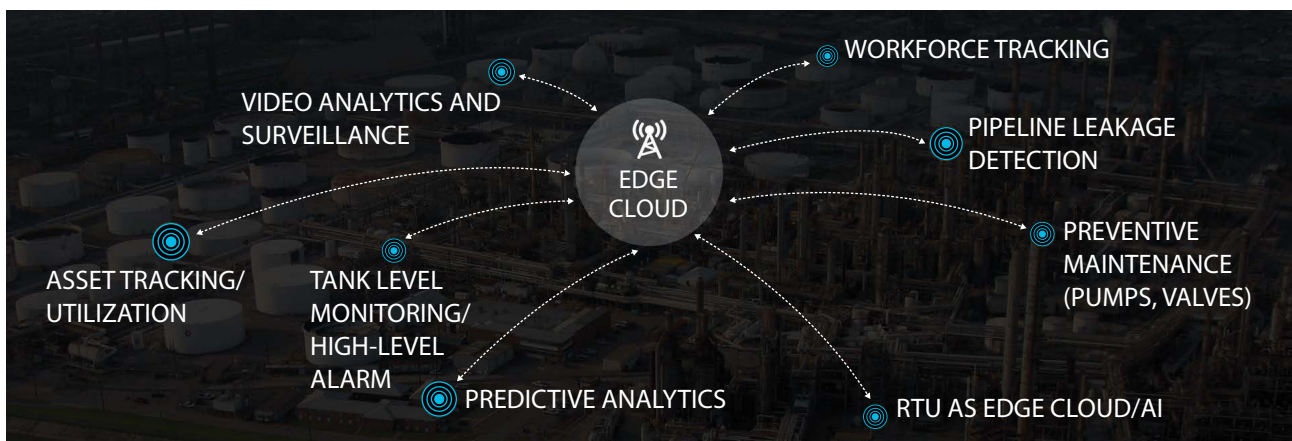 WORKFORCE TRACKING
VIDEO ANALYTICS AND
SURVEILLANCE
PIPELINE LEAKAGE
DETECTION
EDGE
CLOUD
ASSET TRACKING/
UTILIZATION
TANK LEVEL
MONITORING/
HIGH-LEVEL
ALARM
PREVENTIVE
MAINTENANCE
(PUMPS, VALVES)
PREDICTIVE ANALYTICS
RTU AS EDGE CLOUD/AI